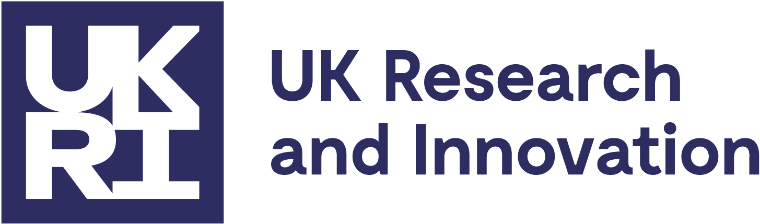 UK
RI
UK Research
and Innovation